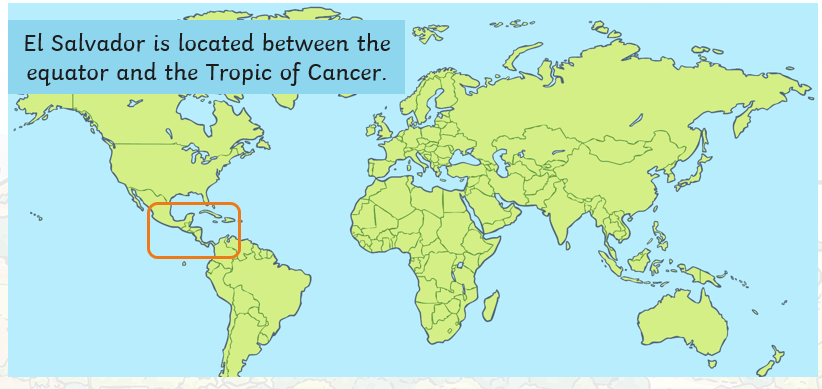 El Salvador is located between the
equator and the Tropic of Cancer.